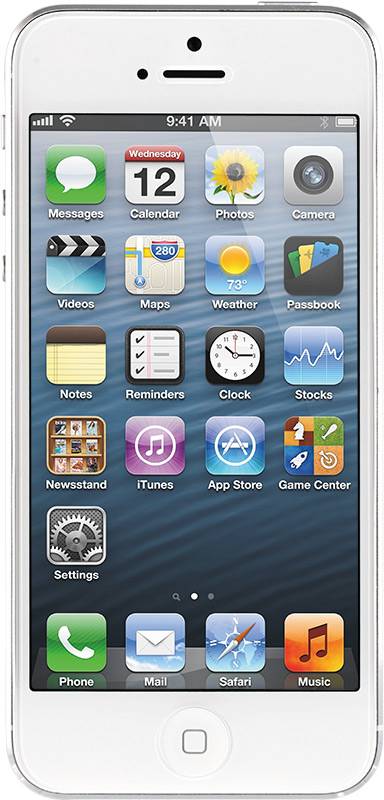 9:41 AM
Wednesday
12
280
73°
Messages Calendar Photos Camera
Videos Maps Weather Passbook
Notes Reminders Clock Stocks
Newsstand iTunes App Store Game Center
Settings
Phone Mail Safari Music